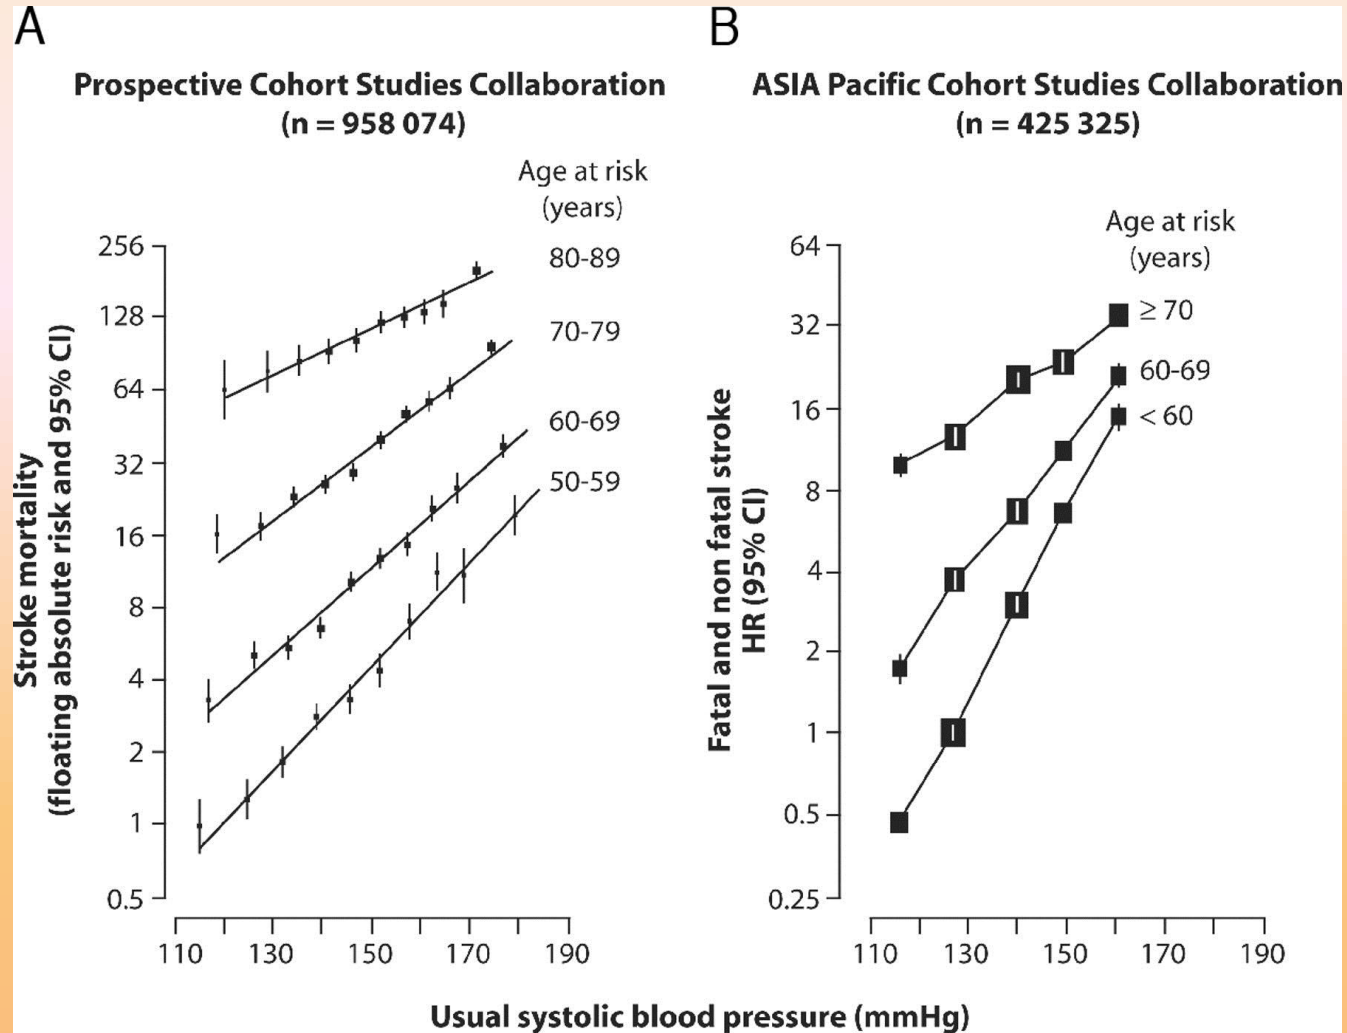 A
Prospective Cohort Studies Collaboration
(n = 958 074)
Age at risk
(years)
80-89
70-79
60-69
50-59
256
128
64
32
16
8
4
2
1
0.5
Stroke mortality
(floating absolute risk and 95% CI)
110 130 150 170 190
B
ASIA Pacific Cohort Studies Collaboration
(n = 425 325)
Age at risk
(years)
≥ 70
60-69
< 60
64
32
16
8
4
2
1
0.5
0.25
Fatal and non fatal stroke
HR (95% CI)
110 130 150 170 190
Usual systolic blood pressure (mmHg)